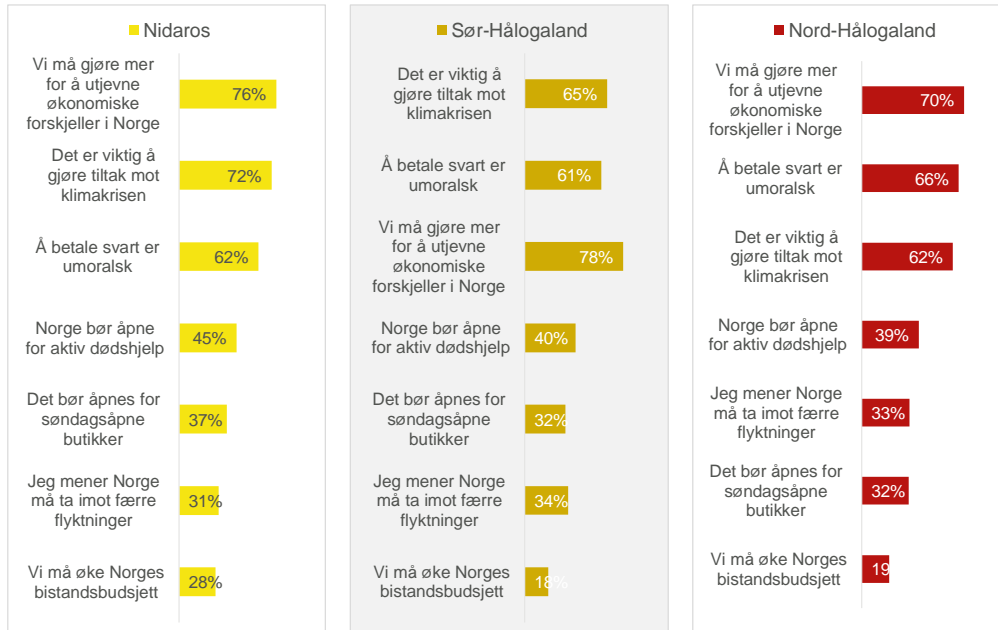 Nidaros
Vi må gjøre mer
for å utjevne
økonomiske
forskjeller i Norge
76%
Det er viktig å
gjøre tiltak mot
klimakrisen
72%
Å betale svart er
umoralsk
62%
Norge bør åpne
for aktiv dødshjelp
45%
Det bør åpnes for
søndagsåpne
butikker
37%
Jeg mener Norge
må ta imot færre
flyktninger
31%
Vi må øke Norges
bistandsbudsjett
28%
Sør-Hålogaland
Det er viktig å
gjøre tiltak mot
klimakrisen
65%
Å betale svart er
umoralsk
61%
Vi må gjøre mer
for å utjevne
økonomiske
forskjeller i Norge
78%
Norge bør åpne
for aktiv dødshjelp
40%
Det bør åpnes for
søndagsåpne
butikker
32%
Jeg mener Norge
må ta imot færre
flyktninger
34%
Vi må øke Norges
bistandsbudsjett
18%
Nord-Hålogaland
Vi må gjøre mer
for å utjevne
økonomiske
forskjeller i Norge
70%
Å betale svart er
umoralsk
66%
Det er viktig å
gjøre tiltak mot
klimakrisen
62%
Norge bør åpne
for aktiv dødshjelp
39%
Jeg mener Norge
må ta imot færre
flyktninger
33%
Det bør åpnes for
søndagsåpne
butikker
32%
Vi må øke Norges
bistandsbudsjett
19